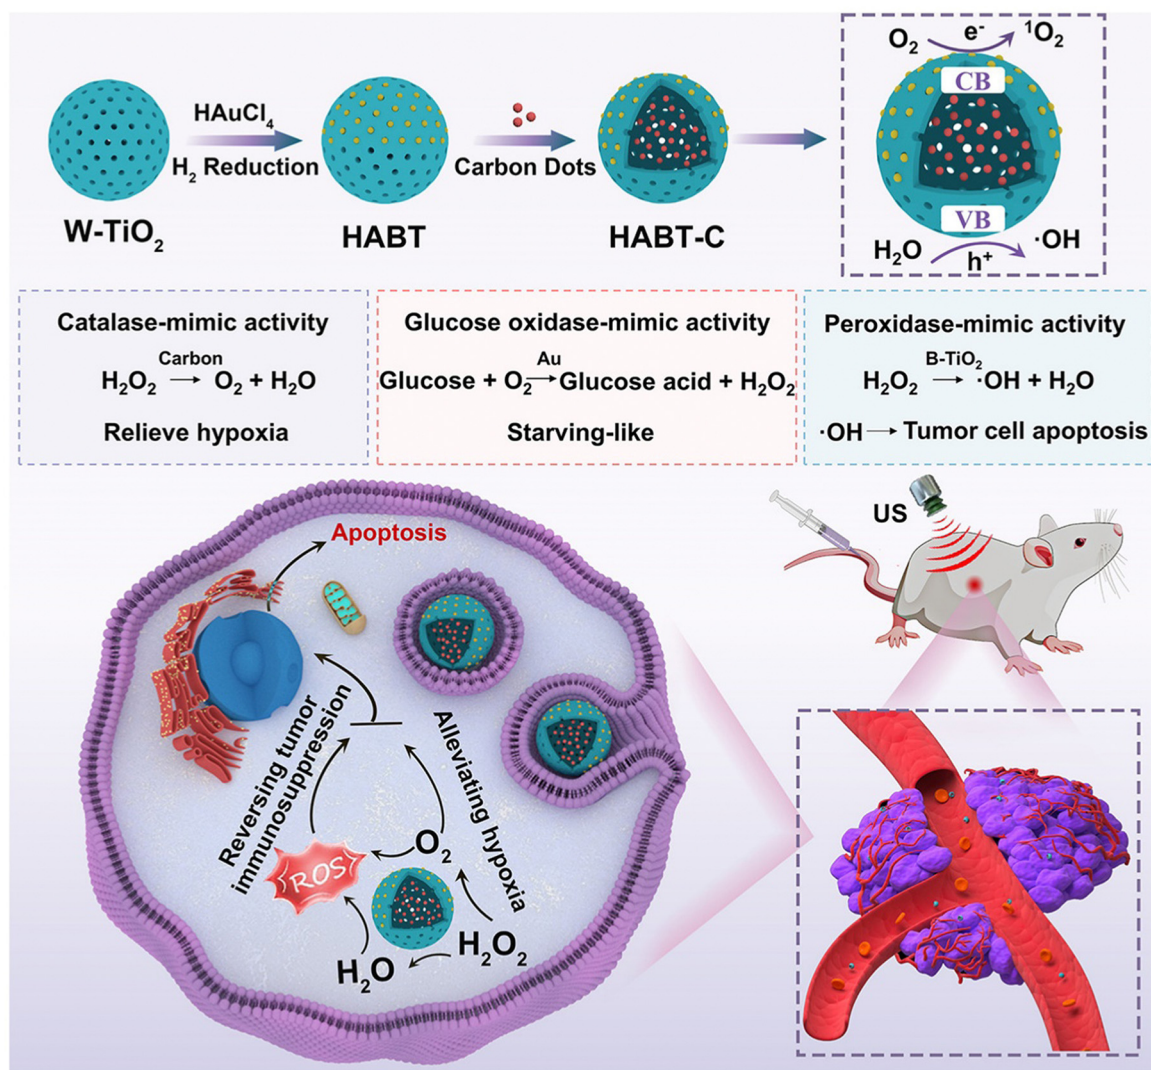 HAuCl₄
H₂ Reduction
Carbon Dots
W-TiO₂
HABT
HABT-C
O₂ e⁻ ¹O₂
CB
VB
H₂O h⁺ ·OH
Catalase-mimic activity
Carbon
H₂O₂ → O₂ + H₂O
Relieve hypoxia
Glucose oxidase-mimic activity
Au
Glucose + O₂ → Glucose acid + H₂O₂
Starving-like
Peroxidase-mimic activity
B-TiO₂
H₂O₂ → ·OH + H₂O
·OH → Tumor cell apoptosis
US
Apoptosis
Reversing tumor
immunosuppression
Alleviating hypoxia
O₂
ROS
H₂O₂
H₂O